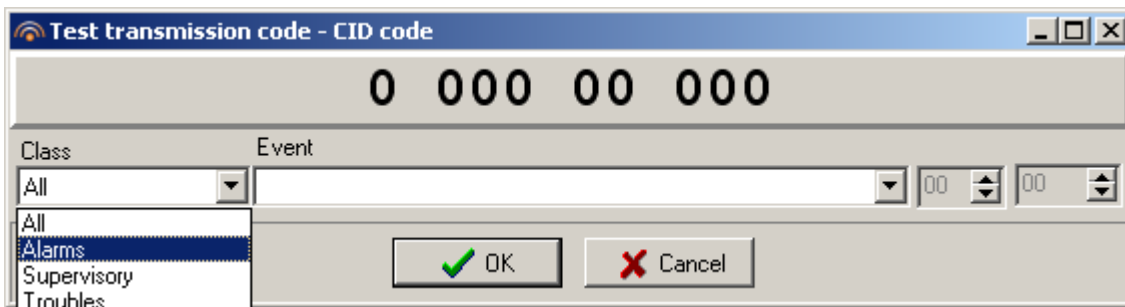 Test transmission code - CID code
0 000 00 000
Class Event
All 00 00
All
Alarms
Supervisory
Troubles
OK Cancel